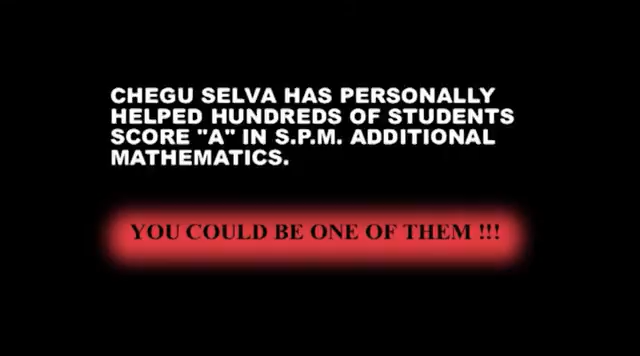 CHEGU SELVA HAS PERSONALLY
HELPED HUNDREDS OF STUDENTS
SCORE "A" IN S.P.M. ADDITIONAL
MATHEMATICS.
YOU COULD BE ONE OF THEM !!!